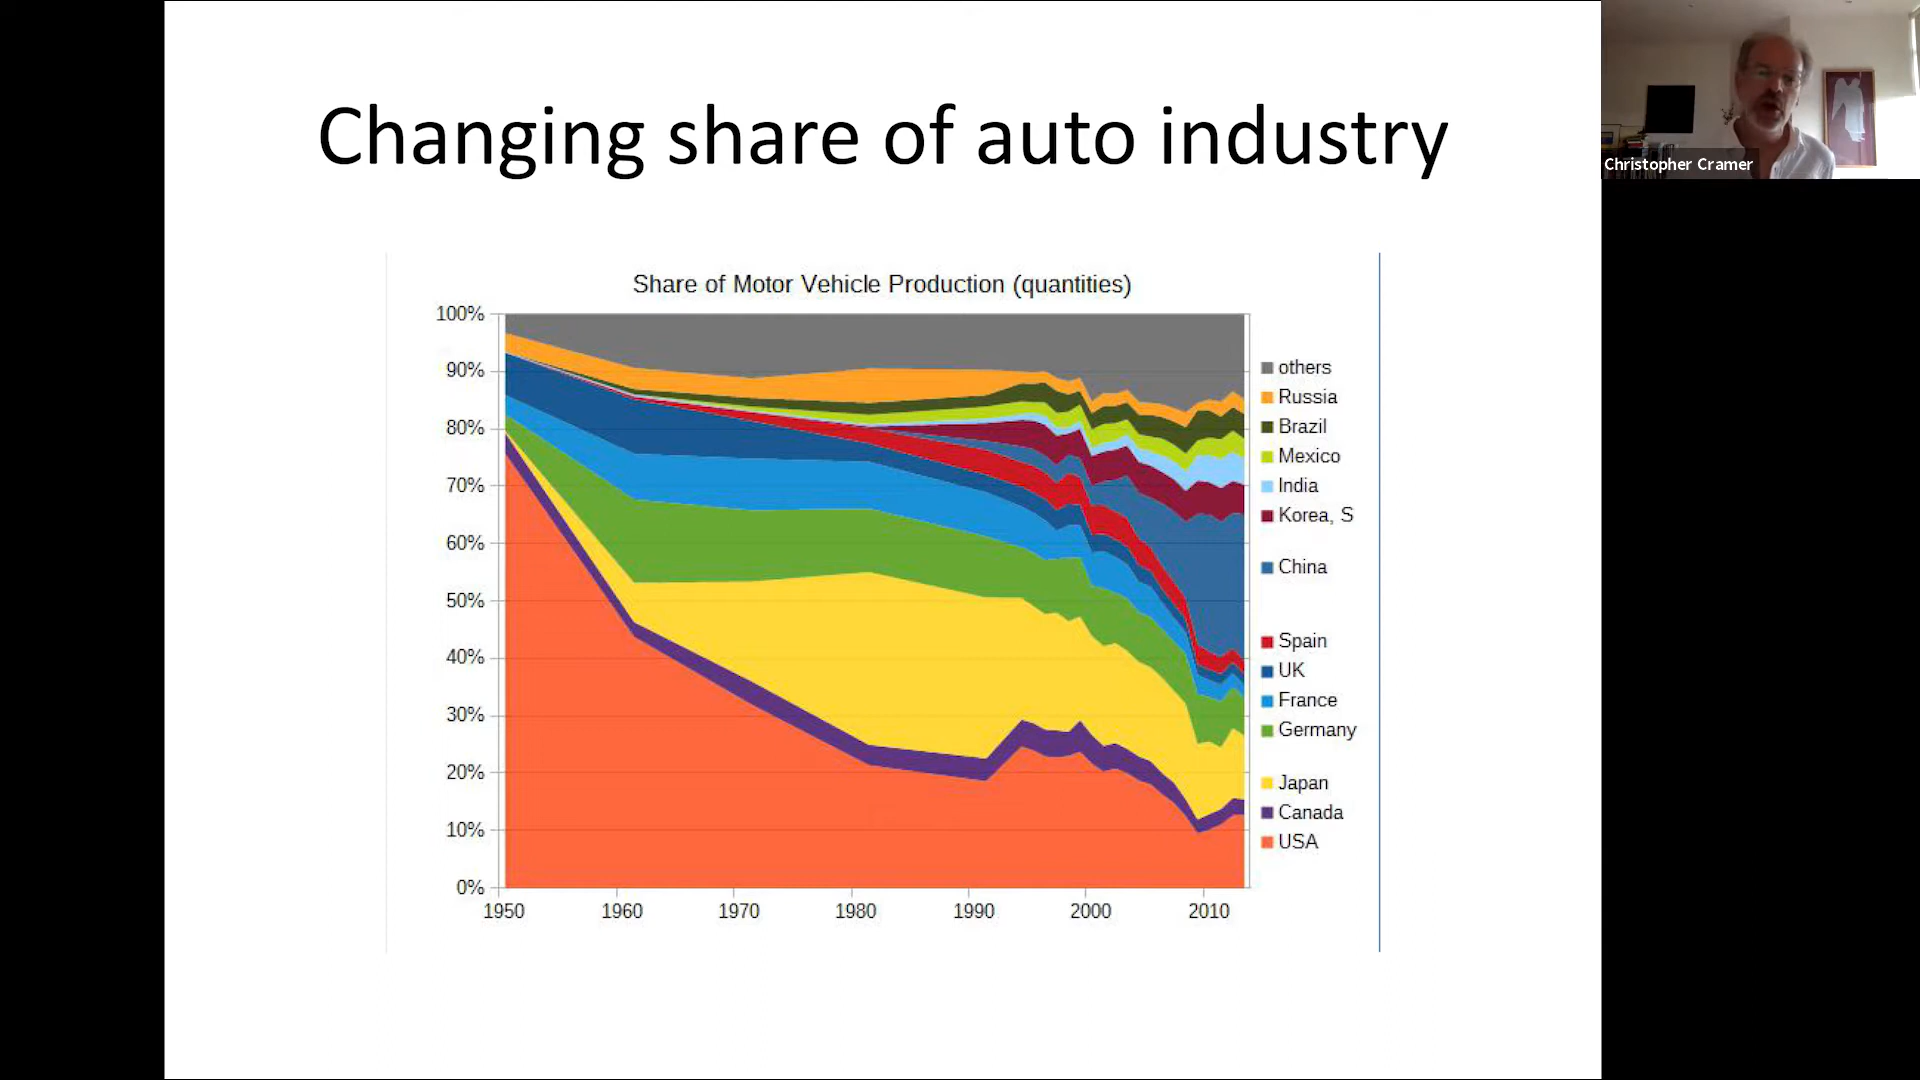 Changing share of auto industry
Christopher Cramer
Share of Motor Vehicle Production (quantities)
100%
90%
80%
70%
60%
50%
40%
30%
20%
10%
0%
1950 1960 1970 1980 1990 2000 2010
others
Russia
Brazil
Mexico
India
Korea, S
China
Spain
UK
France
Germany
Japan
Canada
USA